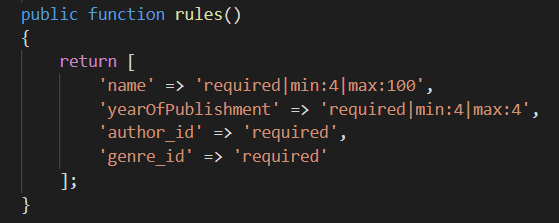 public function rules()
{
return [
'name' => 'required|min:4|max:100',
'yearOfPublishment' => 'required|min:4|max:4',
'author_id' => 'required',
'genre_id' => 'required'
];
}